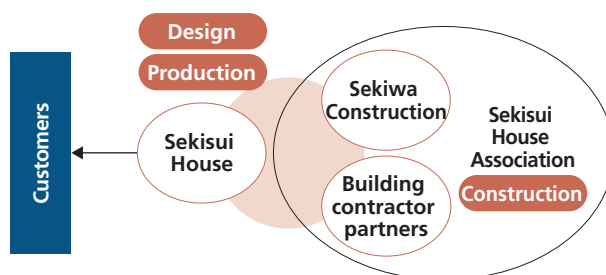 Customers
Design
Production
Sekisui
House
Sekiwa
Construction
Building
contractor
partners
Sekisui
House
Association
Construction